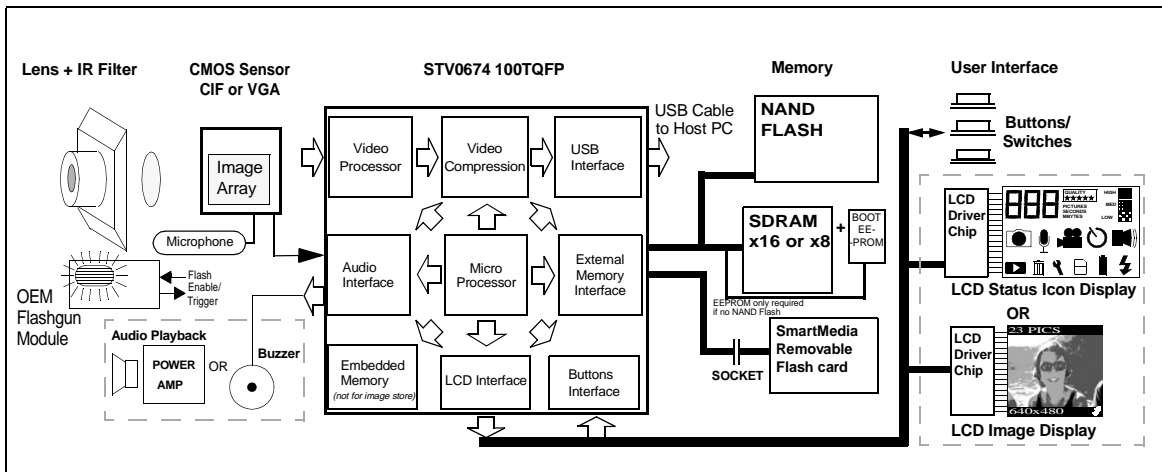 Lens + IR Filter
CMOS Sensor
CIF or VGA
STV0674 100TQFP
Memory
User Interface
Image
Array
Microphone
OEM
Flashgun
Module
Flash
Enable/
Trigger
Audio Playback
POWER
AMP
OR
Buzzer
Video
Processor
Video
Compression
USB
Interface
Audio
Interface
Micro
Processor
External
Memory
Interface
Embedded
Memory
(not for image store)
LCD Interface
Buttons
Interface
USB Cable
to Host PC
NAND
FLASH
SDRAM
x16 or x8
+
BOOT
EE-
-PROM
EEPROM only required
if no NAND Flash
SOCKET
SmartMedia
Removable
Flash card
Buttons/
Switches
LCD
Driver
Chip
888
QUALITY
★★★★★
PICTURES
SECONDS
MBYTES
HIGH
MED
LOW
LCD Status Icon Display
OR
LCD
Driver
Chip
23 PICS
640x480
LCD Image Display